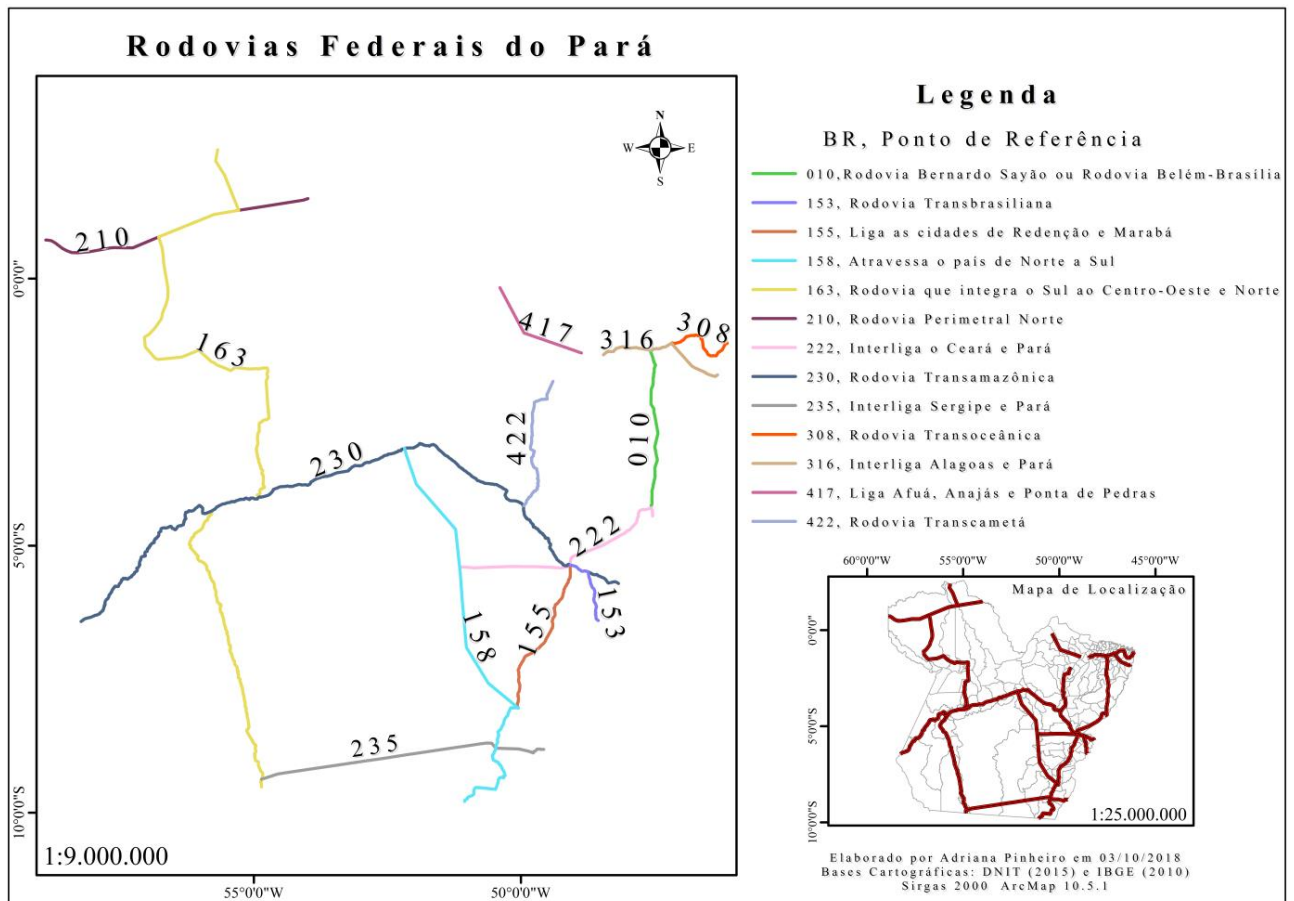 Rodovias Federais do Pará
N
W E
S
210
163
230
417
316
308
422
010
222
158
155
153
235
0°0'0"
5°0'0"S
10°0'0"S
1:9.000.000
55°0'0"W
50°0'0"W
Legenda
BR, Ponto de Referência
010,Rodovia Bernardo Sayão ou Rodovia Belém-Brasília
153, Rodovia Transbrasiliana
155, Liga as cidades de Redenção e Marabá
158, Atravessa o país de Norte a Sul
163, Rodovia que integra o Sul ao Centro-Oeste e Norte
210, Rodovia Perimetral Norte
222, Interliga o Ceará e Pará
230, Rodovia Transamazônica
235, Interliga Sergipe e Pará
308, Rodovia Transoceânica
316, Interliga Alagoas e Pará
417, Liga Afuá, Anajás e Ponta de Pedras
422, Rodovia Transcametá
60°0'0"W
55°0'0"W
50°0'0"W
45°0'0"W
Mapa de Localização
0°0'0"
5°0'0"S
10°0'0"S
1:25.000.000
Elaborado por Adriana Pinheiro em 03/10/2018
Bases Cartográficas: DNIT (2015) e IBGE (2010)
Sirgas 2000 ArcMap 10.5.1